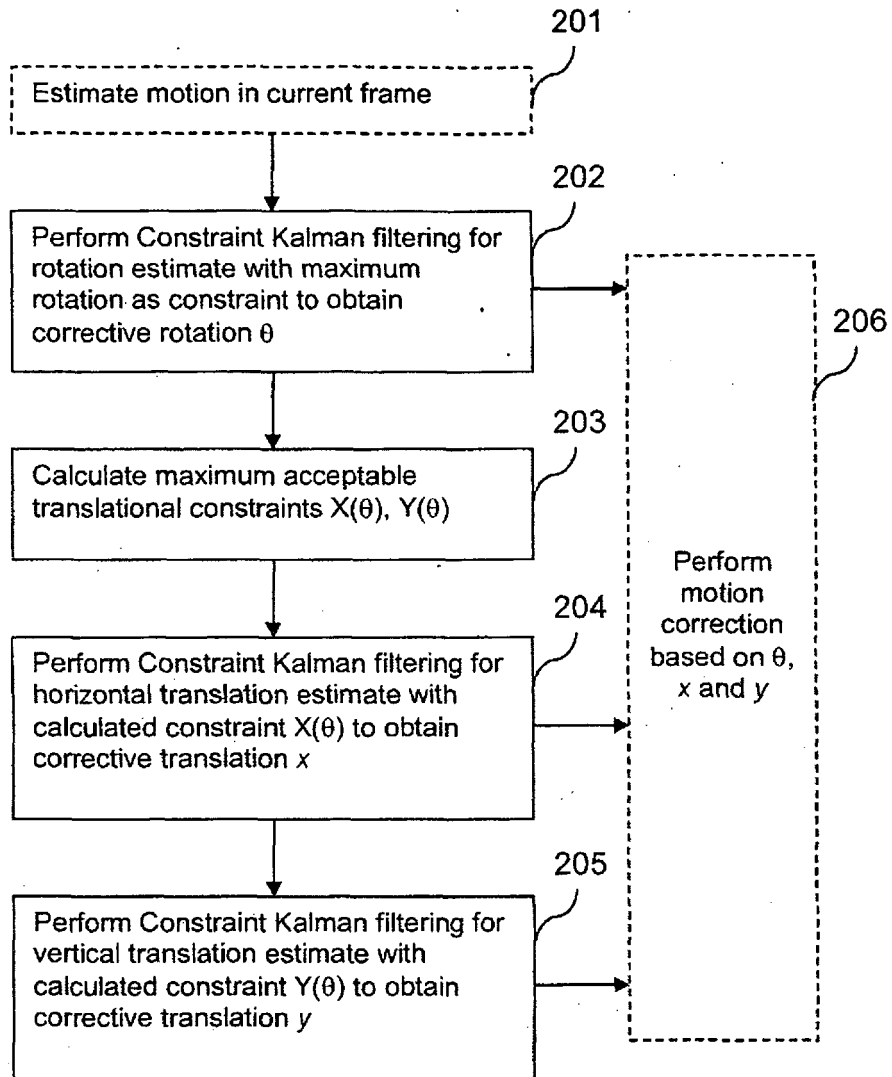 201
Estimate motion in current frame
202
Perform Constraint Kalman filtering for
rotation estimate with maximum
rotation as constraint to obtain
corrective rotation θ
206
203
Calculate maximum acceptable
translational constraints X(θ), Y(θ)
Perform
motion
correction
based on θ,
x and y
204
Perform Constraint Kalman filtering for
horizontal translation estimate with
calculated constraint X(θ) to obtain
corrective translation x
205
Perform Constraint Kalman filtering for
vertical translation estimate with
calculated constraint Y(θ) to obtain
corrective translation y